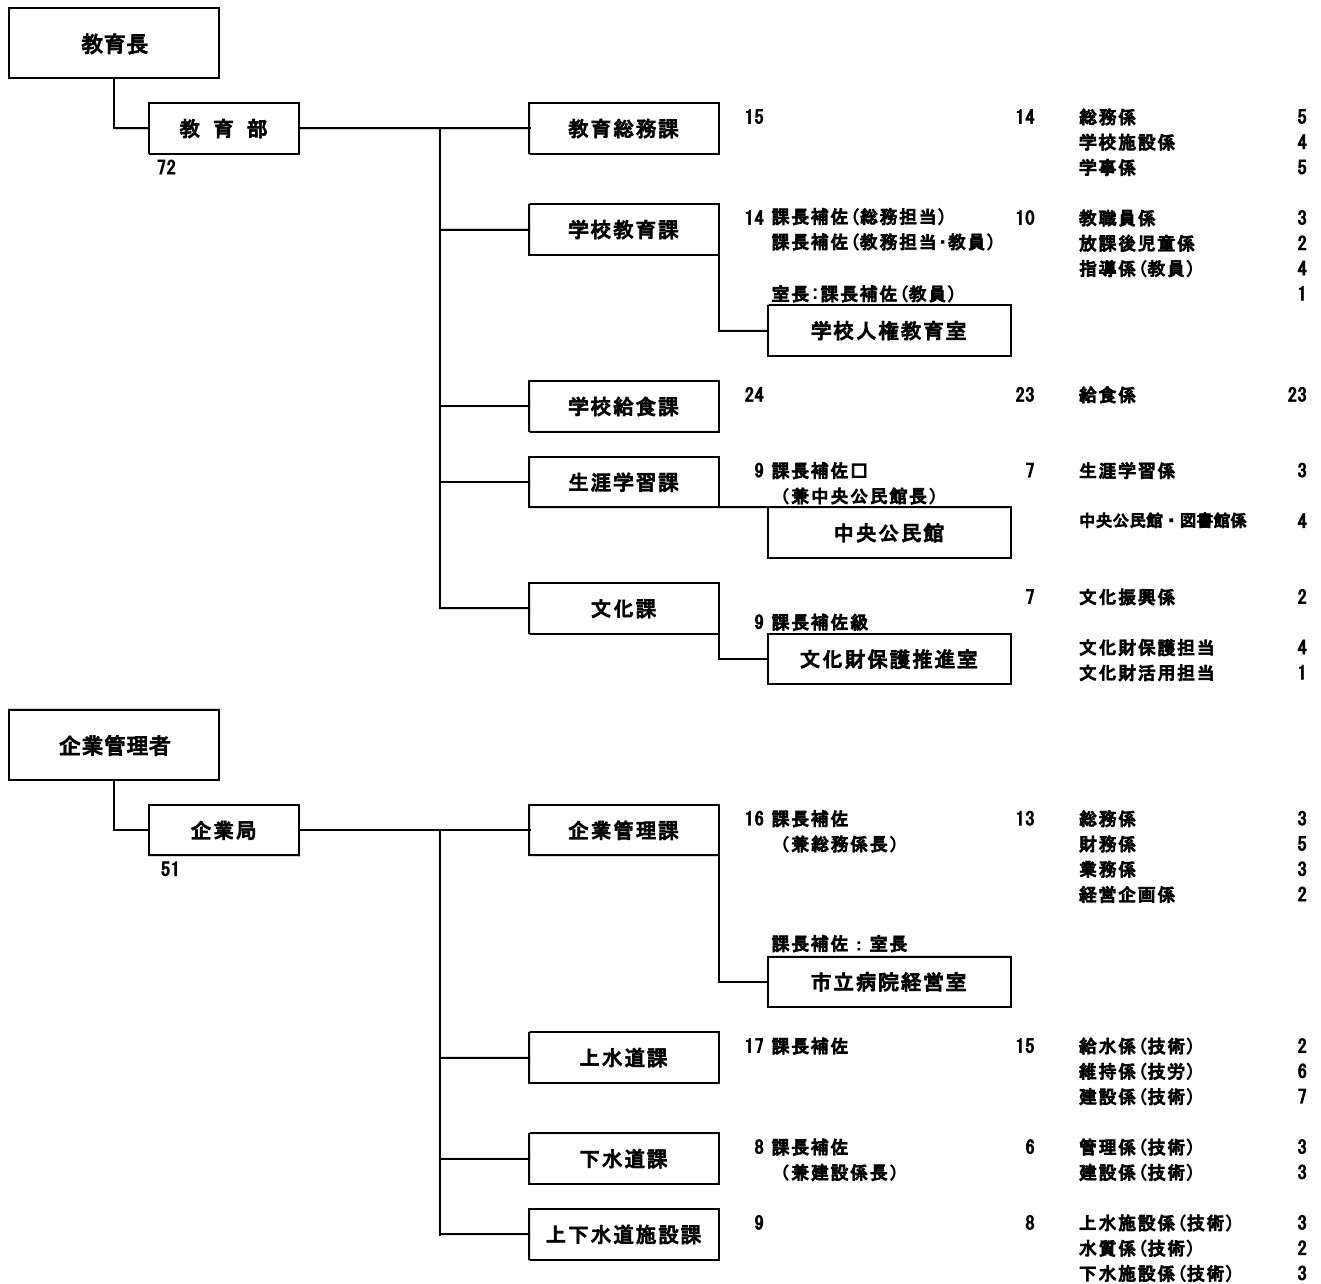 教育長
教 育 部
72
教育総務課 15 14 総務係 5
学校施設係 4
学事係 5
学校教育課 14 課長補佐(総務担当) 10 教職員係 3
課長補佐(教務担当・教員) 放課後児童係 2
指導係(教員) 4
室長:課長補佐(教員) 1
学校人権教育室
学校給食課 24 23 給食係 23
生涯学習課 9 課長補佐口 7 生涯学習係 3
(兼中央公民館長)
中央公民館 中央公民館・図書館係 4
文化課 7 文化振興係 2
9 課長補佐級
文化財保護推進室 文化財保護担当 4
文化財活用担当 1
企業管理者
企業局
51
企業管理課 16 課長補佐 13 総務係 3
(兼総務係長) 財務係 5
業務係 3
経営企画係 2
課長補佐:室長
市立病院経営室
上水道課 17 課長補佐 15 給水係(技術) 2
維持係(技労) 6
建設係(技術) 7
下水道課 8 課長補佐 6 管理係(技術) 3
(兼建設係長) 建設係(技術) 3
上下水道施設課 9 8 上水施設係(技術) 3
水質係(技術) 2
下水施設係(技術) 3